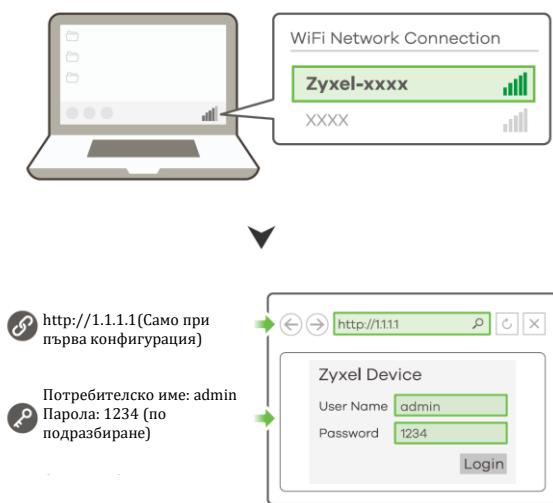 WiFi Network Connection
Zyxel-xxxx
XXXX
http://1.1.1.1(Само при
първа конфигурация)
http://1.1.1.1
Потребителско име: admin
Парола: 1234 (по
подразбиране)
Zyxel Device
User Name admin
Password 1234
Login